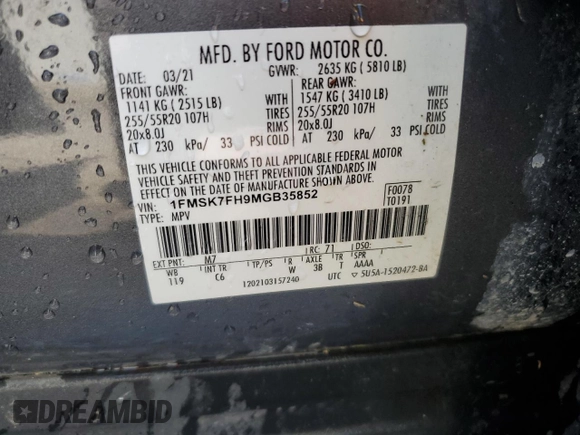 MFD. BY FORD MOTOR CO.
DATE: 03/21 GVWR: 2635 KG ( 5810 LB)
FRONT GAWR: REAR GAWR:
1141 KG ( 2515 LB) WITH 1547 KG ( 3410 LB) WITH
255/55R20 107H TIRES 255/55R20 107H TIRES
20x8.0J RIMS 20x8.0J RIMS
AT 230 kPa/ 33 PSI COLD AT 230 kPa/ 33 PSI COLD
THIS VEHICLE CONFORMS TO ALL APPLICABLE FEDERAL MOTOR
VEHICLE SAFETY AND THEFT PREVENTION STANDARDS IN
EFFECT ON THE DATE OF MANUFACTURE SHOWN ABOVE.
VIN: 1FMSK7FH9MGB35852 F0078
TYPE: MPV T0191
EXT PNT: M7 RC: 71
WB INT TR TP/PS R AXLE TR SPR
119 C6 W 3B T AAAA
1202103157240 UTC 5U5A-1520472-BA
DREAMBID